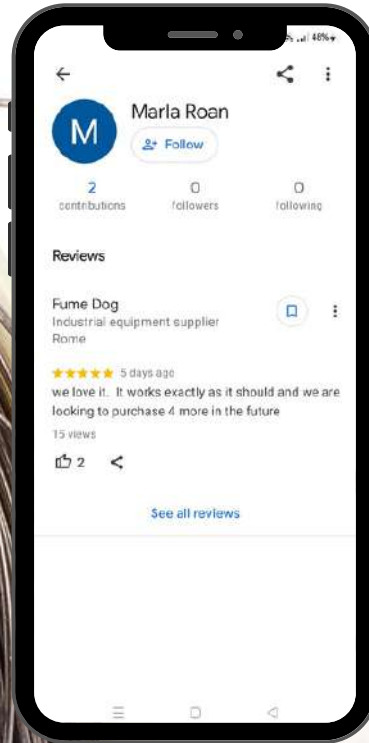 48%
M
Marla Roan
Follow
2 0 0
contributions followers following
Reviews
Fume Dog
Industrial equipment supplier
Rome
5 days ago
we love it. It works exactly as it should and we are
looking to purchase 4 more in the future
15 views
2
See all reviews